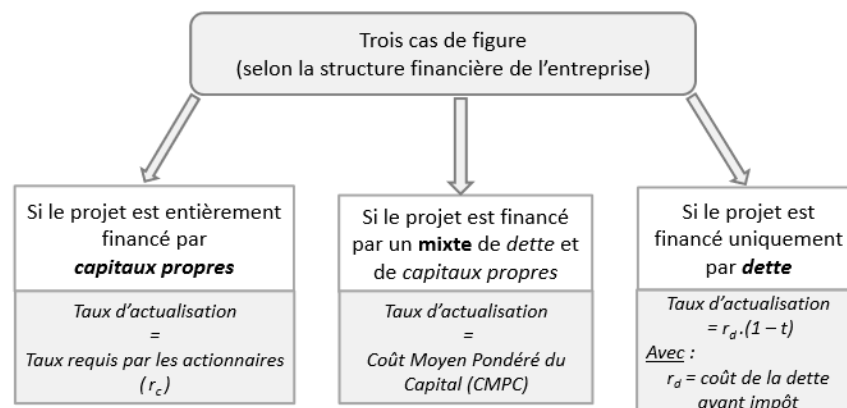 Trois cas de figure
(selon la structure financière de l'entreprise)
Si le projet est entièrement
financé par
capitaux propres
Taux d'actualisation
=
Taux requis par les actionnaires
(rc)
Si le projet est financé
par un mixte de dette et
de capitaux propres
Taux d'actualisation
=
Coût Moyen Pondéré du
Capital (CMPC)
Si le projet est
financé uniquement
par dette
Taux d'actualisation
= rd.(1 – t)
Avec :
rd = coût de la dette
avant impôt